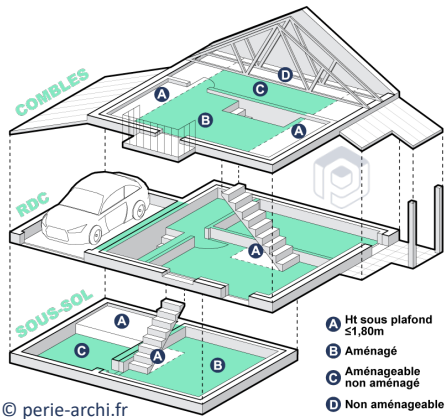 COMBLES
D
A
C
B
A
RDC
A
SOUS-SOL
A
C
A
B
A Ht sous plafond
≤1,80m
B Aménagé
C Aménageable
non aménagé
D Non aménageable
© perie-archi.fr